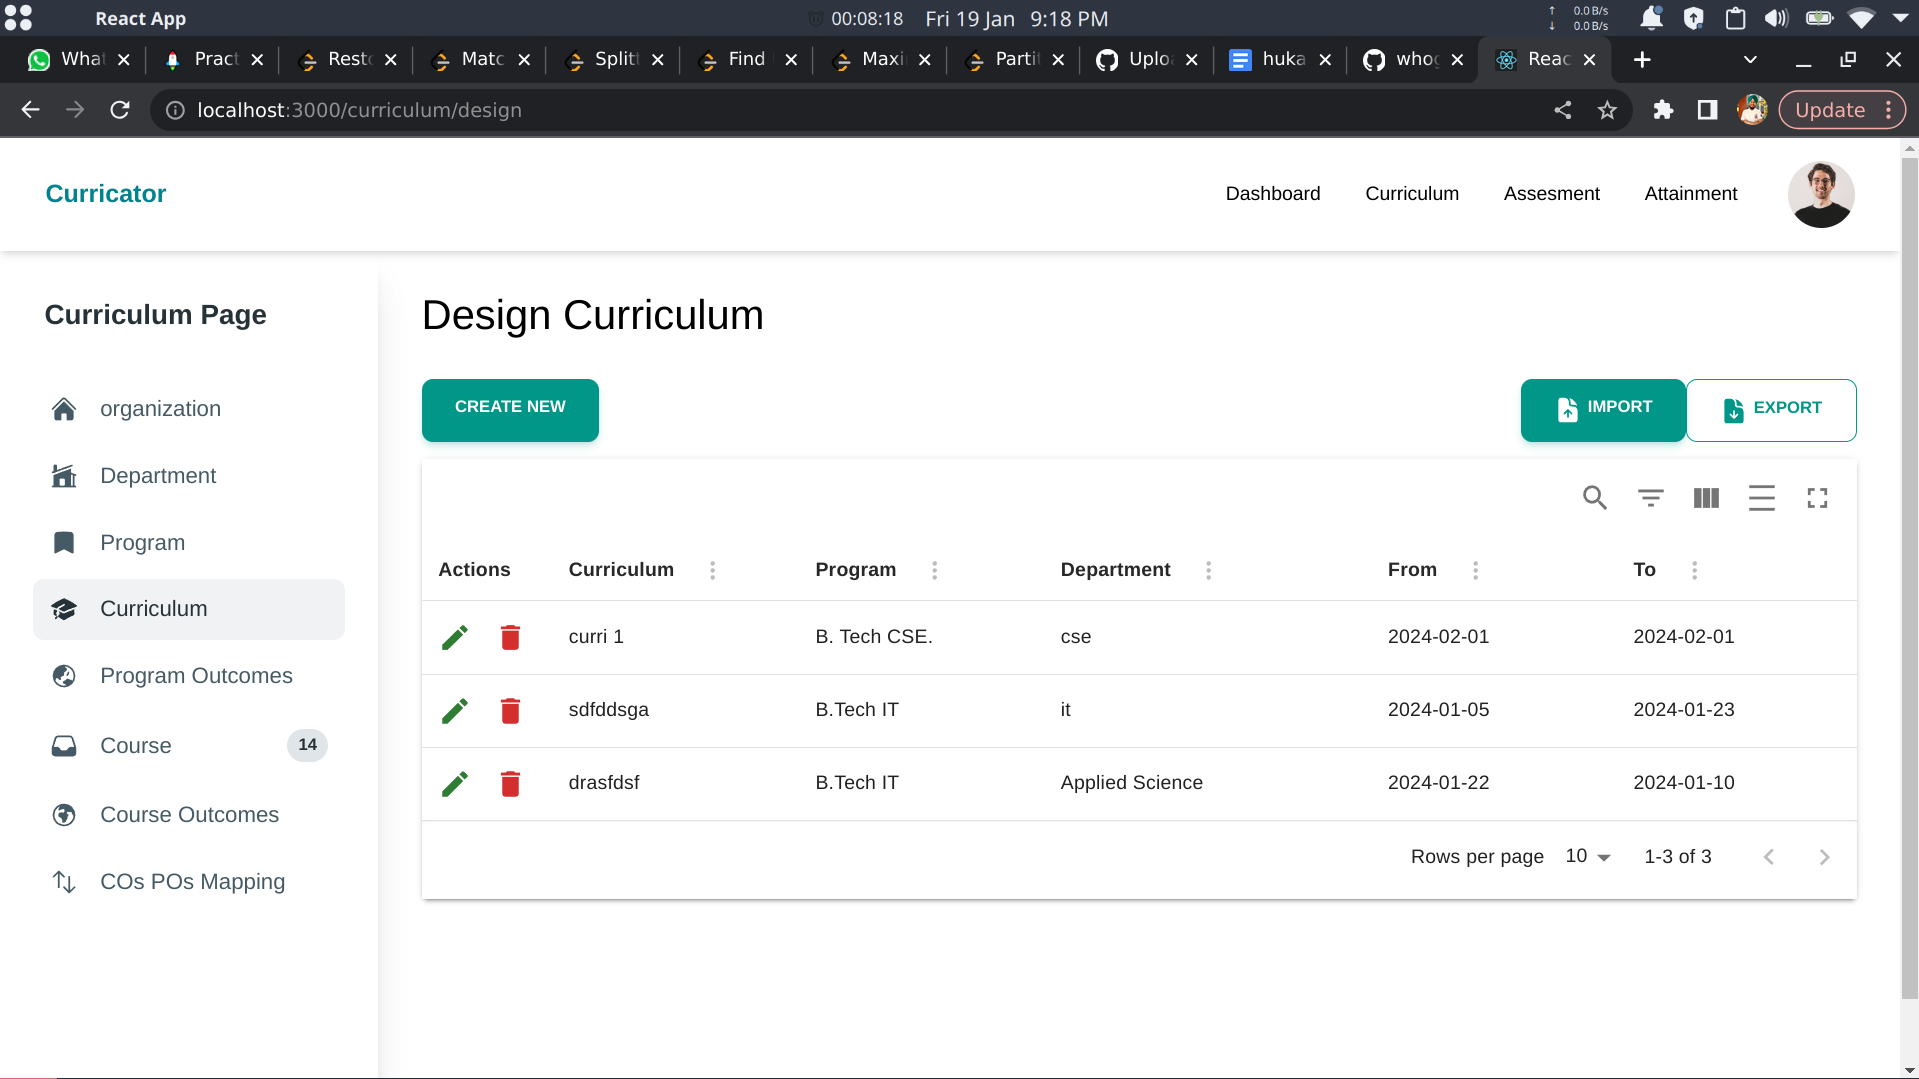 React App 00:08:18 Fri 19 Jan 9:18 PM ↑ 0.0 B/s
↓ 0.0 B/s
What Pract Resto Matc Splitt Find Maxi Partit Uploa huka whog Reac
localhost:3000/curriculum/design Update
Curricator Dashboard Curriculum Assesment Attainment
Curriculum Page
organization
Department
Program
Curriculum
Program Outcomes
Course 14
Course Outcomes
COs POs Mapping
Design Curriculum
CREATE NEW IMPORT EXPORT
Actions Curriculum Program Department From To
curri 1 B. Tech CSE. cse 2024-02-01 2024-02-01
sdfddsga B.Tech IT it 2024-01-05 2024-01-23
drasfdsf B.Tech IT Applied Science 2024-01-22 2024-01-10
Rows per page 10 1-3 of 3